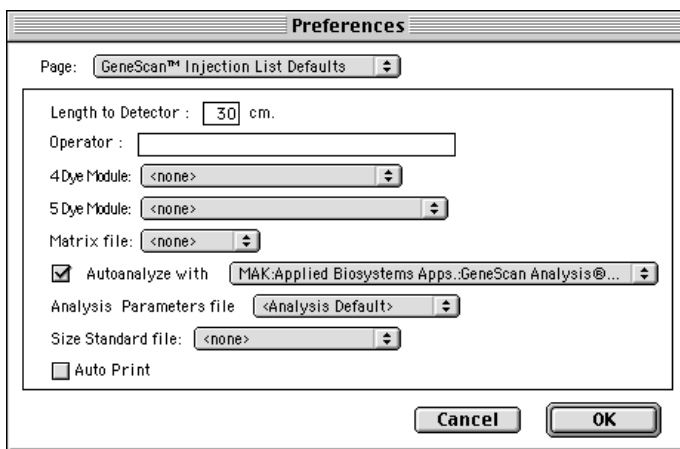 Preferences
Page: GeneScan™ Injection List Defaults
Length to Detector : 30 cm.
Operator :
4 Dye Module: <none>
5 Dye Module: <none>
Matrix file: <none>
Autoanalyze with MAK:Applied Biosystems Apps.:GeneScan Analysis®...
Analysis Parameters file <Analysis Default>
Size Standard file: <none>
Auto Print
Cancel OK